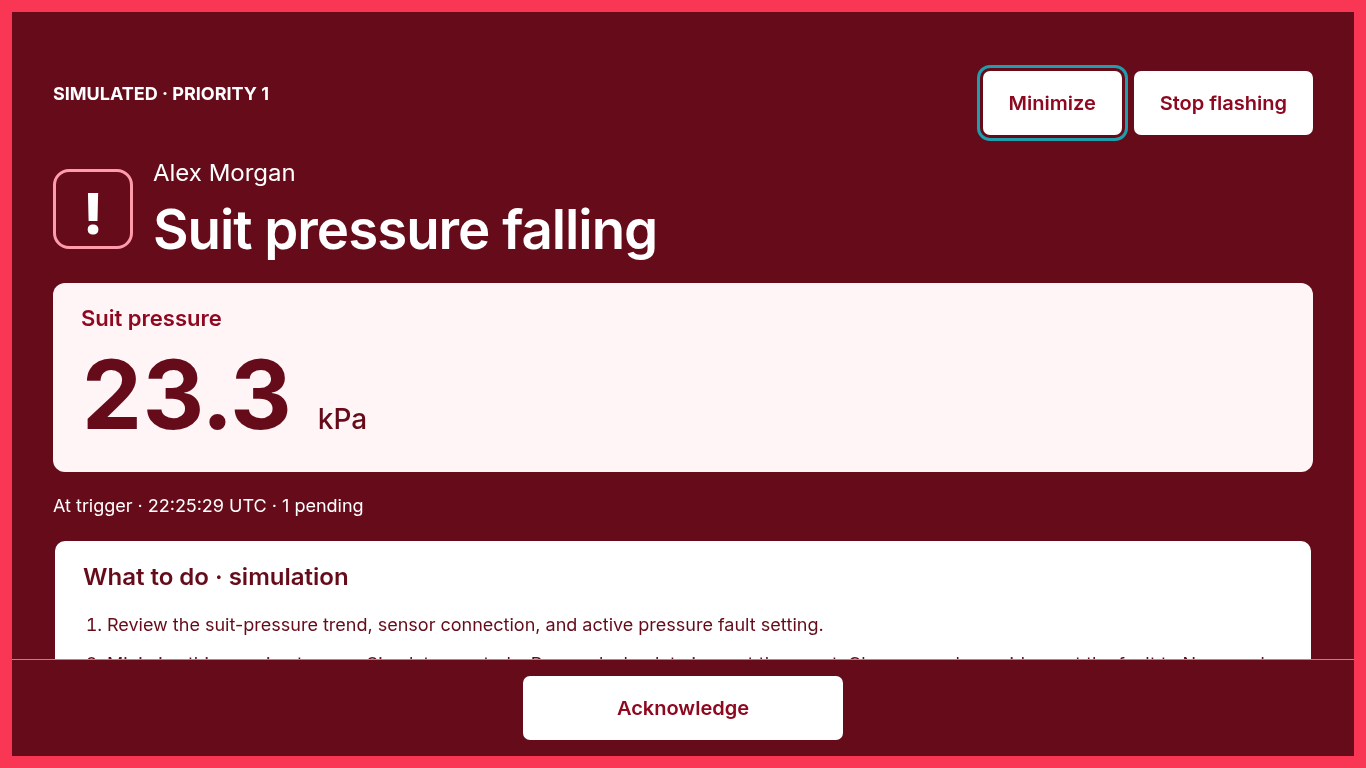 SIMULATED · PRIORITY 1
Minimize
Stop flashing
!
Alex Morgan
Suit pressure falling
Suit pressure
23.3 kPa
At trigger · 22:25:29 UTC · 1 pending
What to do · simulation
1. Review the suit-pressure trend, sensor connection, and active pressure fault setting.
Acknowledge